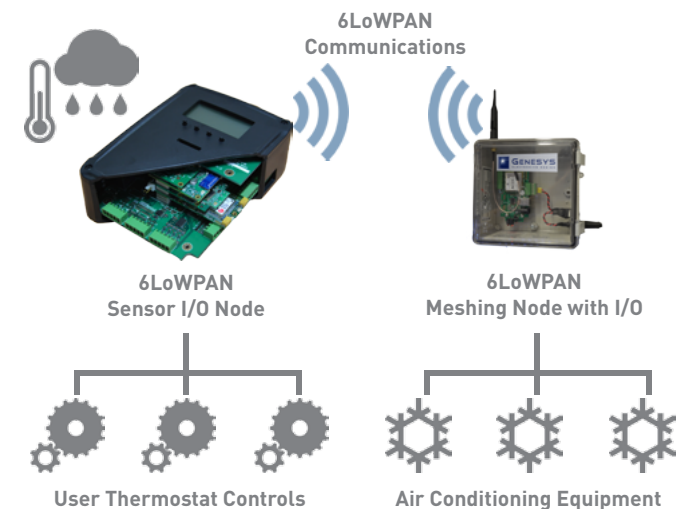 6LoWPAN
Communications
GENESYS
6LoWPAN
Sensor I/O Node
6LoWPAN
Meshing Node with I/O
User Thermostat Controls
Air Conditioning Equipment